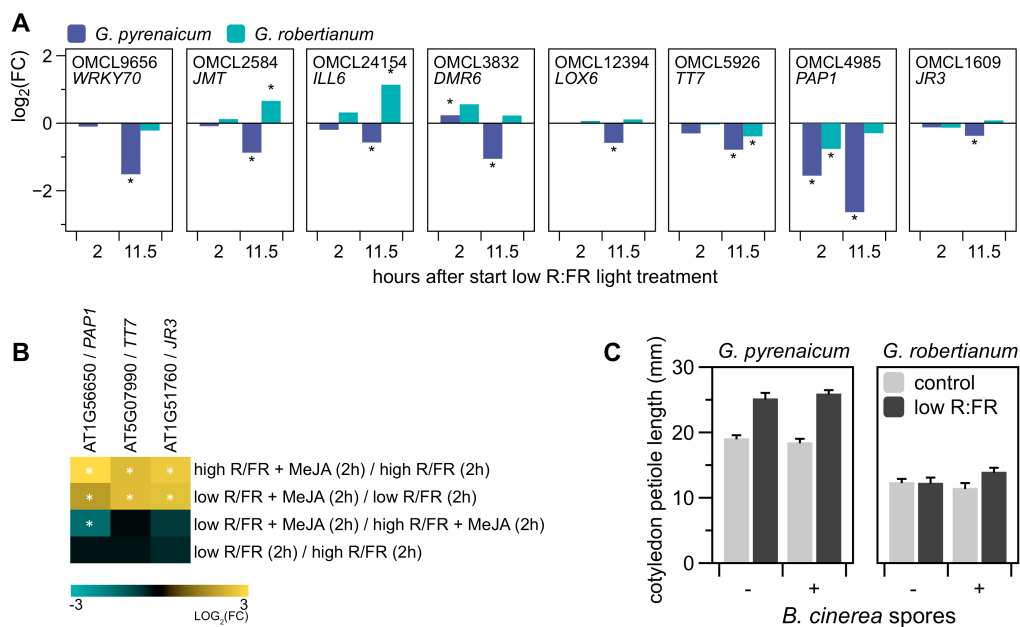 A
G. pyrenaicum G. robertianum
log2(FC)
2
0
−2
OMCL9656
WRKY70
OMCL2584
JMT
OMCL24154
ILL6
OMCL3832
DMR6
OMCL12394
LOX6
OMCL5926
TT7
OMCL4985
PAP1
OMCL1609
JR3
* * * * * * * * * * * * *
2 11.5 2 11.5 2 11.5 2 11.5 2 11.5 2 11.5 2 11.5 2 11.5
hours after start low R:FR light treatment
B
AT1G56650 / PAP1
AT5G07990 / TT7
AT1G51760 / JR3
* * * high R/FR + MeJA (2h) / high R/FR (2h)
* * * low R/FR + MeJA (2h) / low R/FR (2h)
* low R/FR + MeJA (2h) / high R/FR + MeJA (2h)
low R/FR (2h) / high R/FR (2h)
-3 3
LOG2(FC)
C
G. pyrenaicum G. robertianum
cotyledon petiole length (mm)
30
20
10
0
control
low R:FR
- + - +
B. cinerea spores